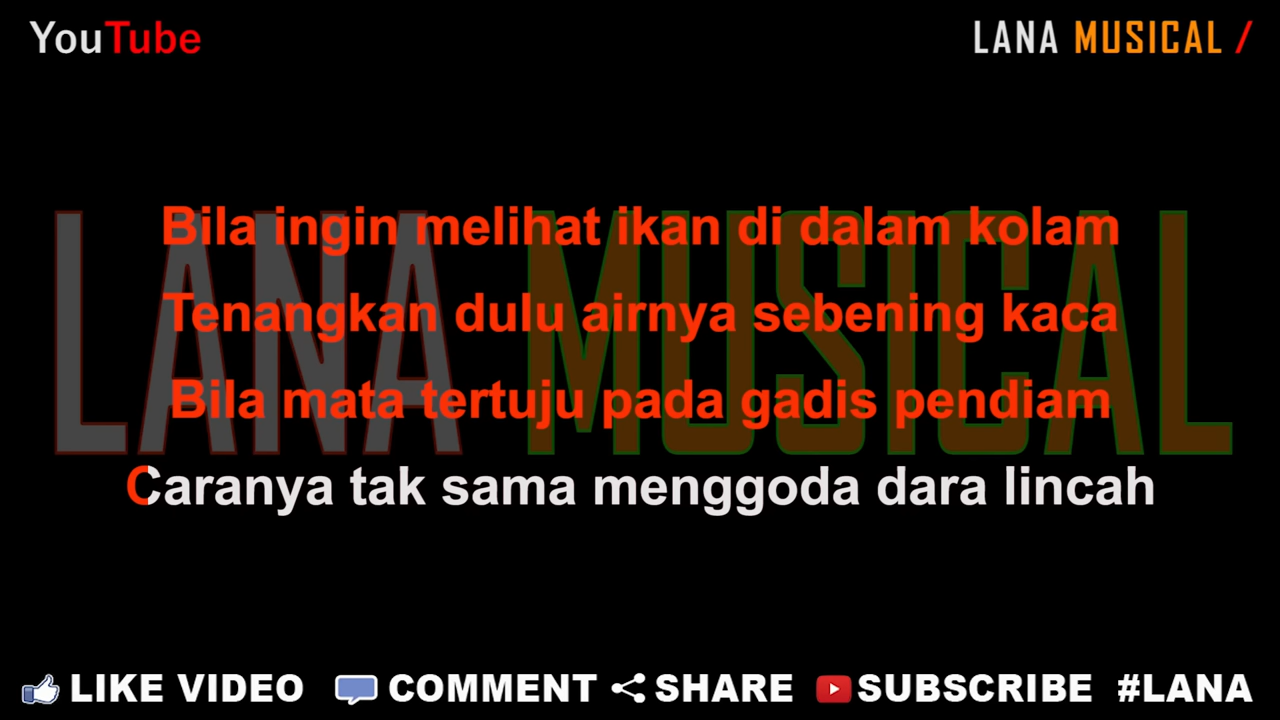 YouTube
LANA MUSICAL /
LANA MUSICAL
Bila ingin melihat ikan di dalam kolam
Tenangkan dulu airnya sebening kaca
Bila mata tertuju pada gadis pendiam
Caranya tak sama menggoda dara lincah
LIKE VIDEO COMMENT SHARE SUBSCRIBE #LANA